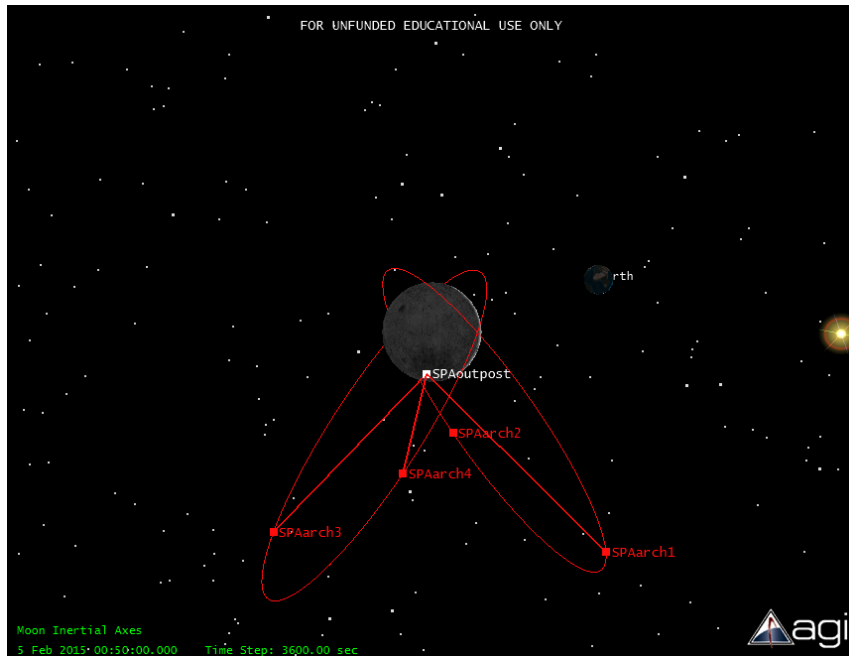 FOR UNFUNDED EDUCATIONAL USE ONLY
rth
SPAoutpost
SPAarch2
SPAarch4
SPAarch3
SPAarch1
Moon Inertial Axes
agi
5 Feb 2015 00:50:00.000 Time Step: 3600.00 sec